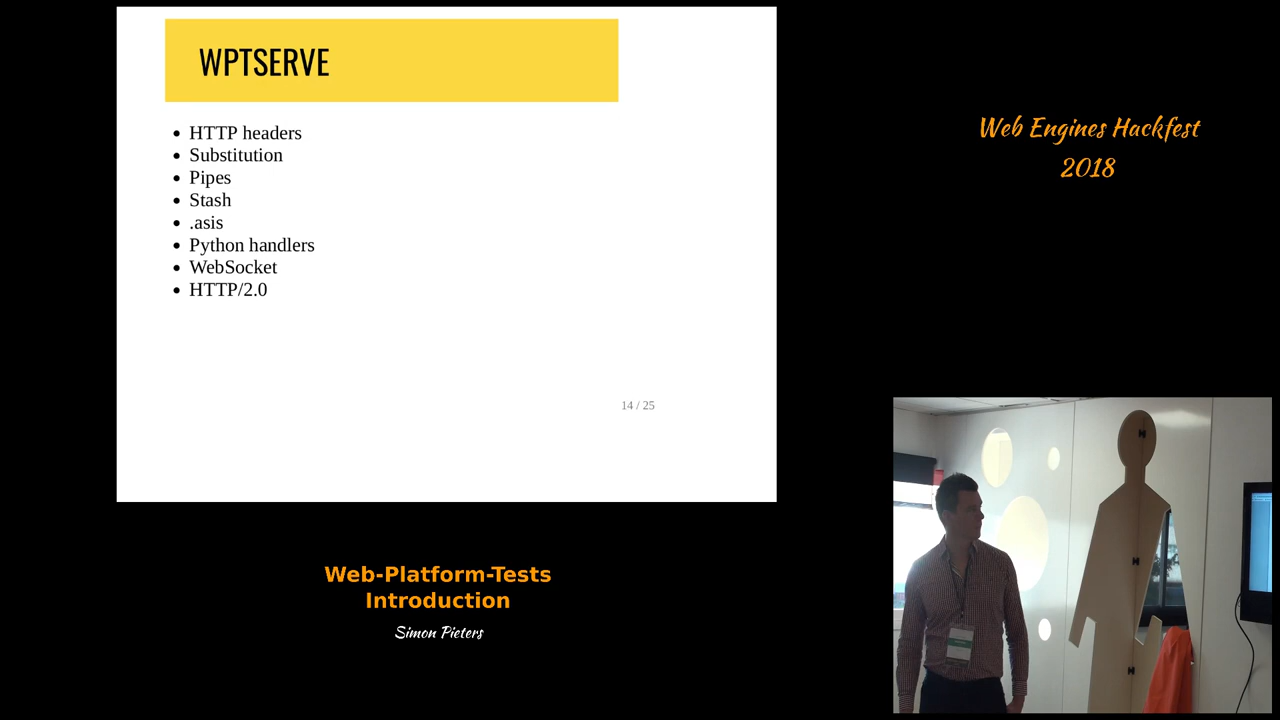 WPTSERVE
HTTP headers
Substitution
Pipes
Stash
.asis
Python handlers
WebSocket
HTTP/2.0
14 / 25
Web Engines Hackfest
2018
Web-Platform-Tests
Introduction
Simon Pieters